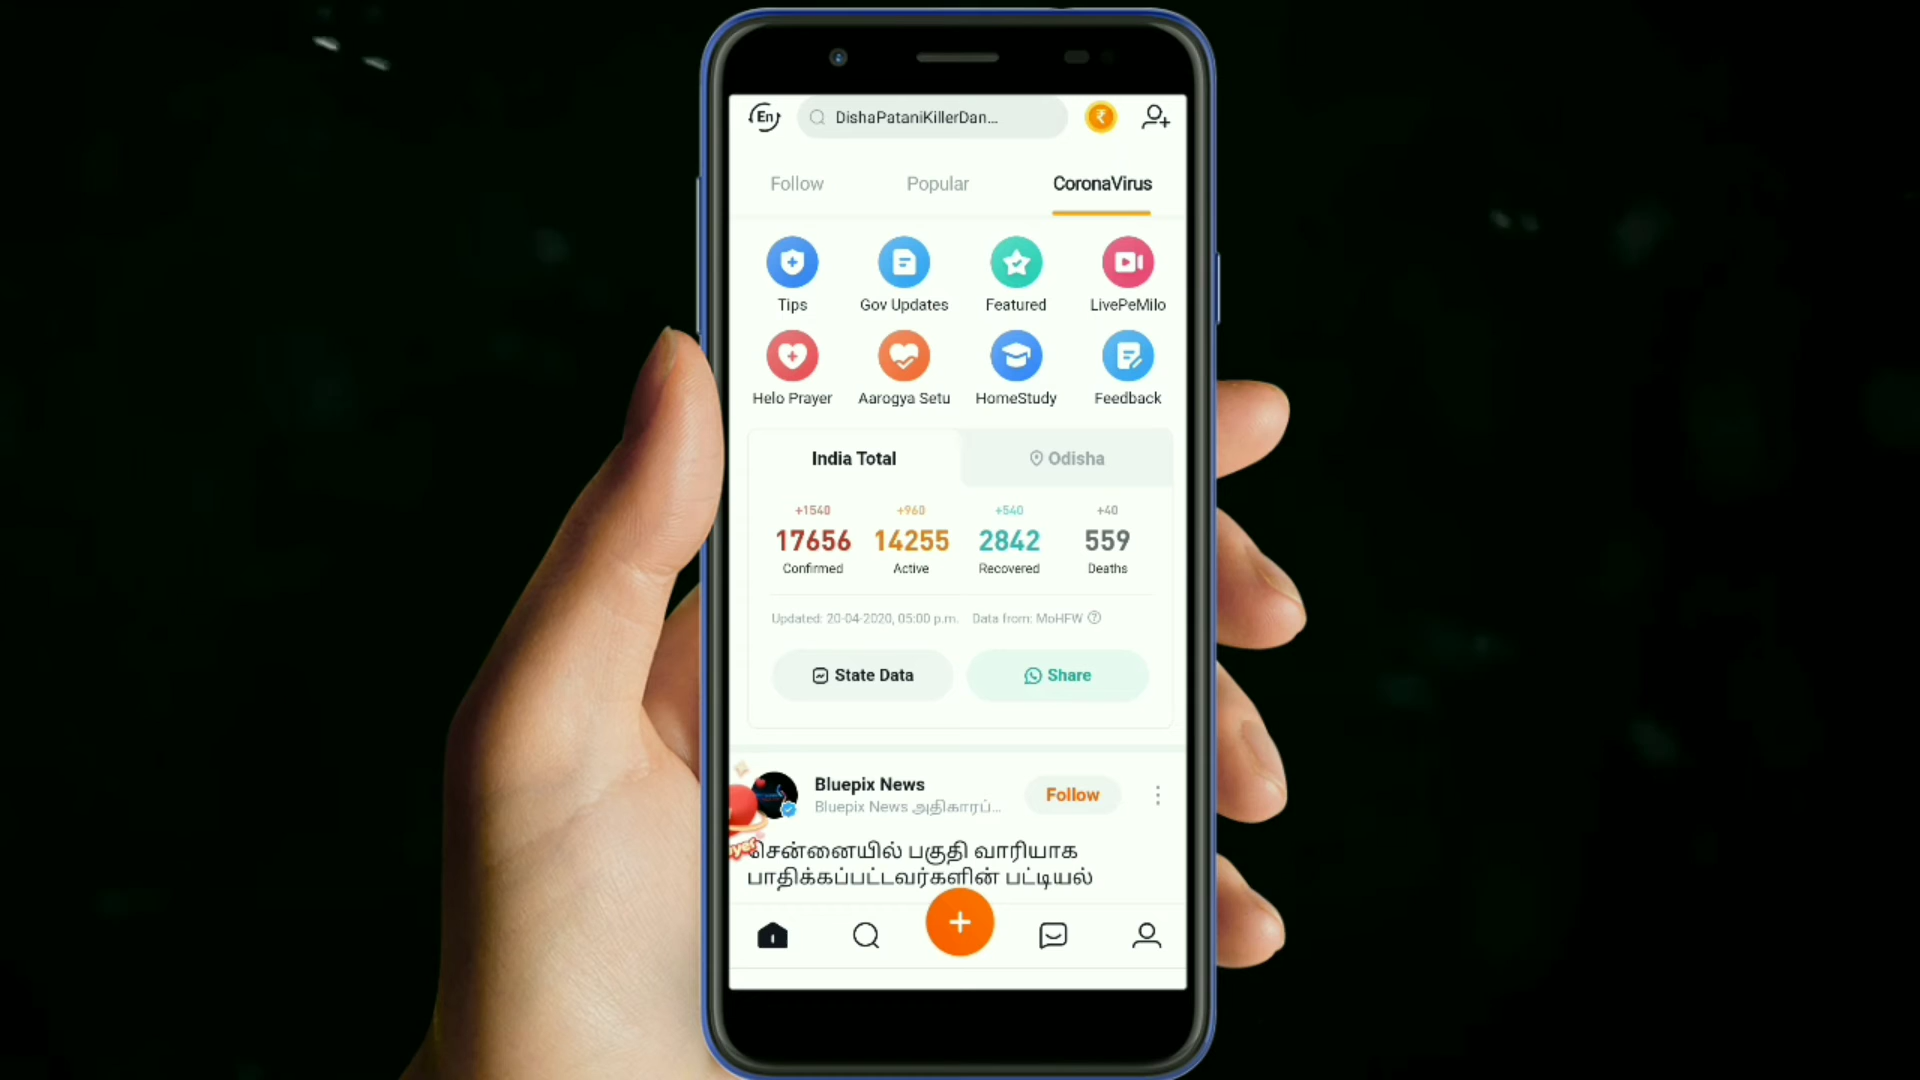 En
DishaPataniKillerDan...
₹
Follow
Popular
CoronaVirus
Tips
Gov Updates
Featured
LivePeMilo
Helo Prayer
Aarogya Setu
HomeStudy
Feedback
India Total
Odisha
+1540
+960
+540
+40
17656
14255
2842
559
Confirmed
Active
Recovered
Deaths
Updated: 20-04-2020, 05:00 p.m. Data from: MoHFW ?
State Data
Share
Bluepix News
Follow
Bluepix News அதிகாரப்...
சென்னையில் பகுதி வாரியாக
பாதிக்கப்பட்டவர்களின் பட்டியல்